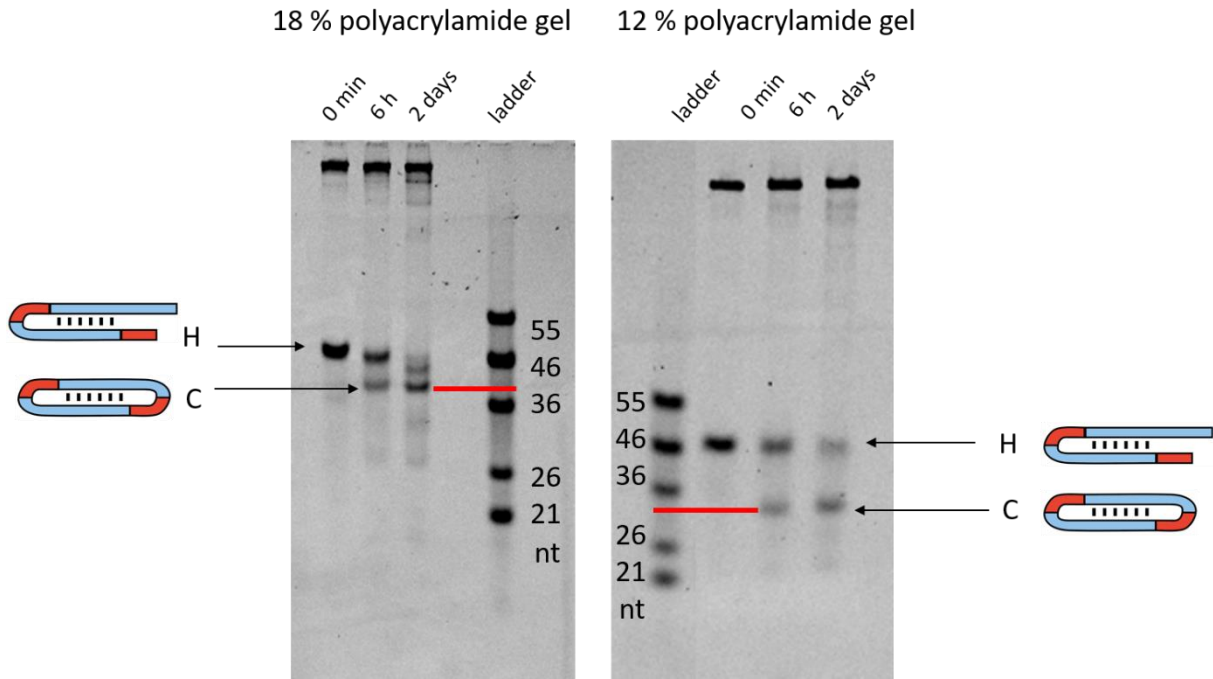 18 % polyacrylamide gel
12 % polyacrylamide gel
0 min
6 h
2 days
ladder
ladder
0 min
6 h
2 days
H
C
55
46
36
26
21
nt
55
46
36
26
21
nt
H
C